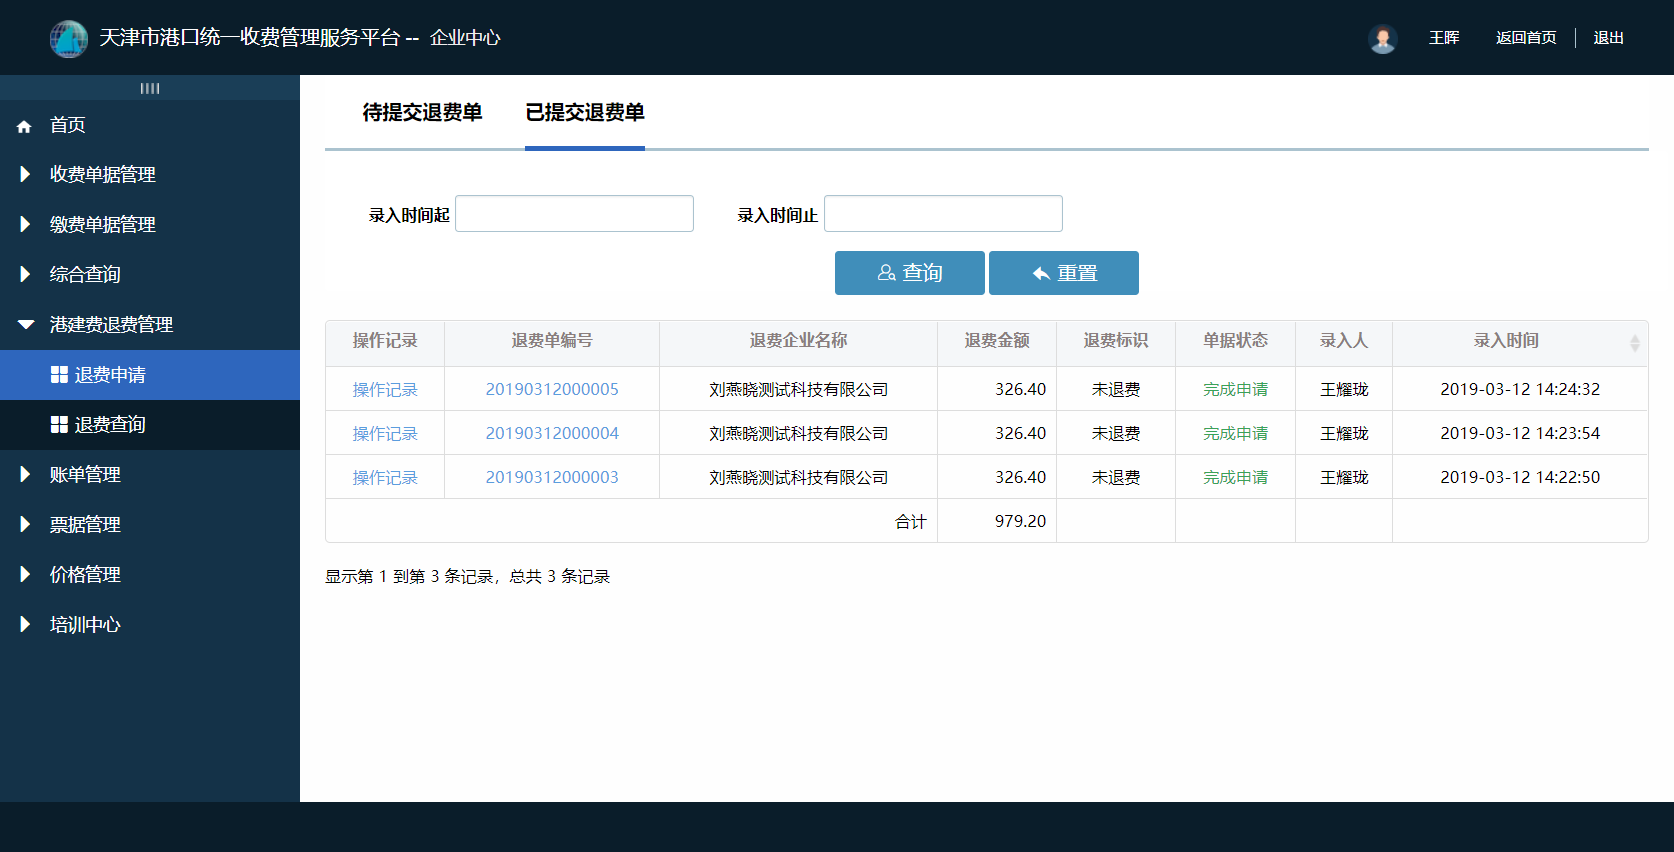 天津市港口统一收费管理服务平台 -- 企业中心
王晖 返回首页 退出
首页
收费单据管理
缴费单据管理
综合查询
港建费退费管理
退费申请
退费查询
账单管理
票据管理
价格管理
培训中心
待提交退费单 已提交退费单
录入时间起 录入时间止
查询 重置
操作记录 退费单编号 退费企业名称 退费金额 退费标识 单据状态 录入人 录入时间
操作记录 20190312000005 刘燕晓测试科技有限公司 326.40 未退费 完成申请 王耀珑 2019-03-12 14:24:32
操作记录 20190312000004 刘燕晓测试科技有限公司 326.40 未退费 完成申请 王耀珑 2019-03-12 14:23:54
操作记录 20190312000003 刘燕晓测试科技有限公司 326.40 未退费 完成申请 王耀珑 2019-03-12 14:22:50
合计 979.20
显示第 1 到第 3 条记录，总共 3 条记录